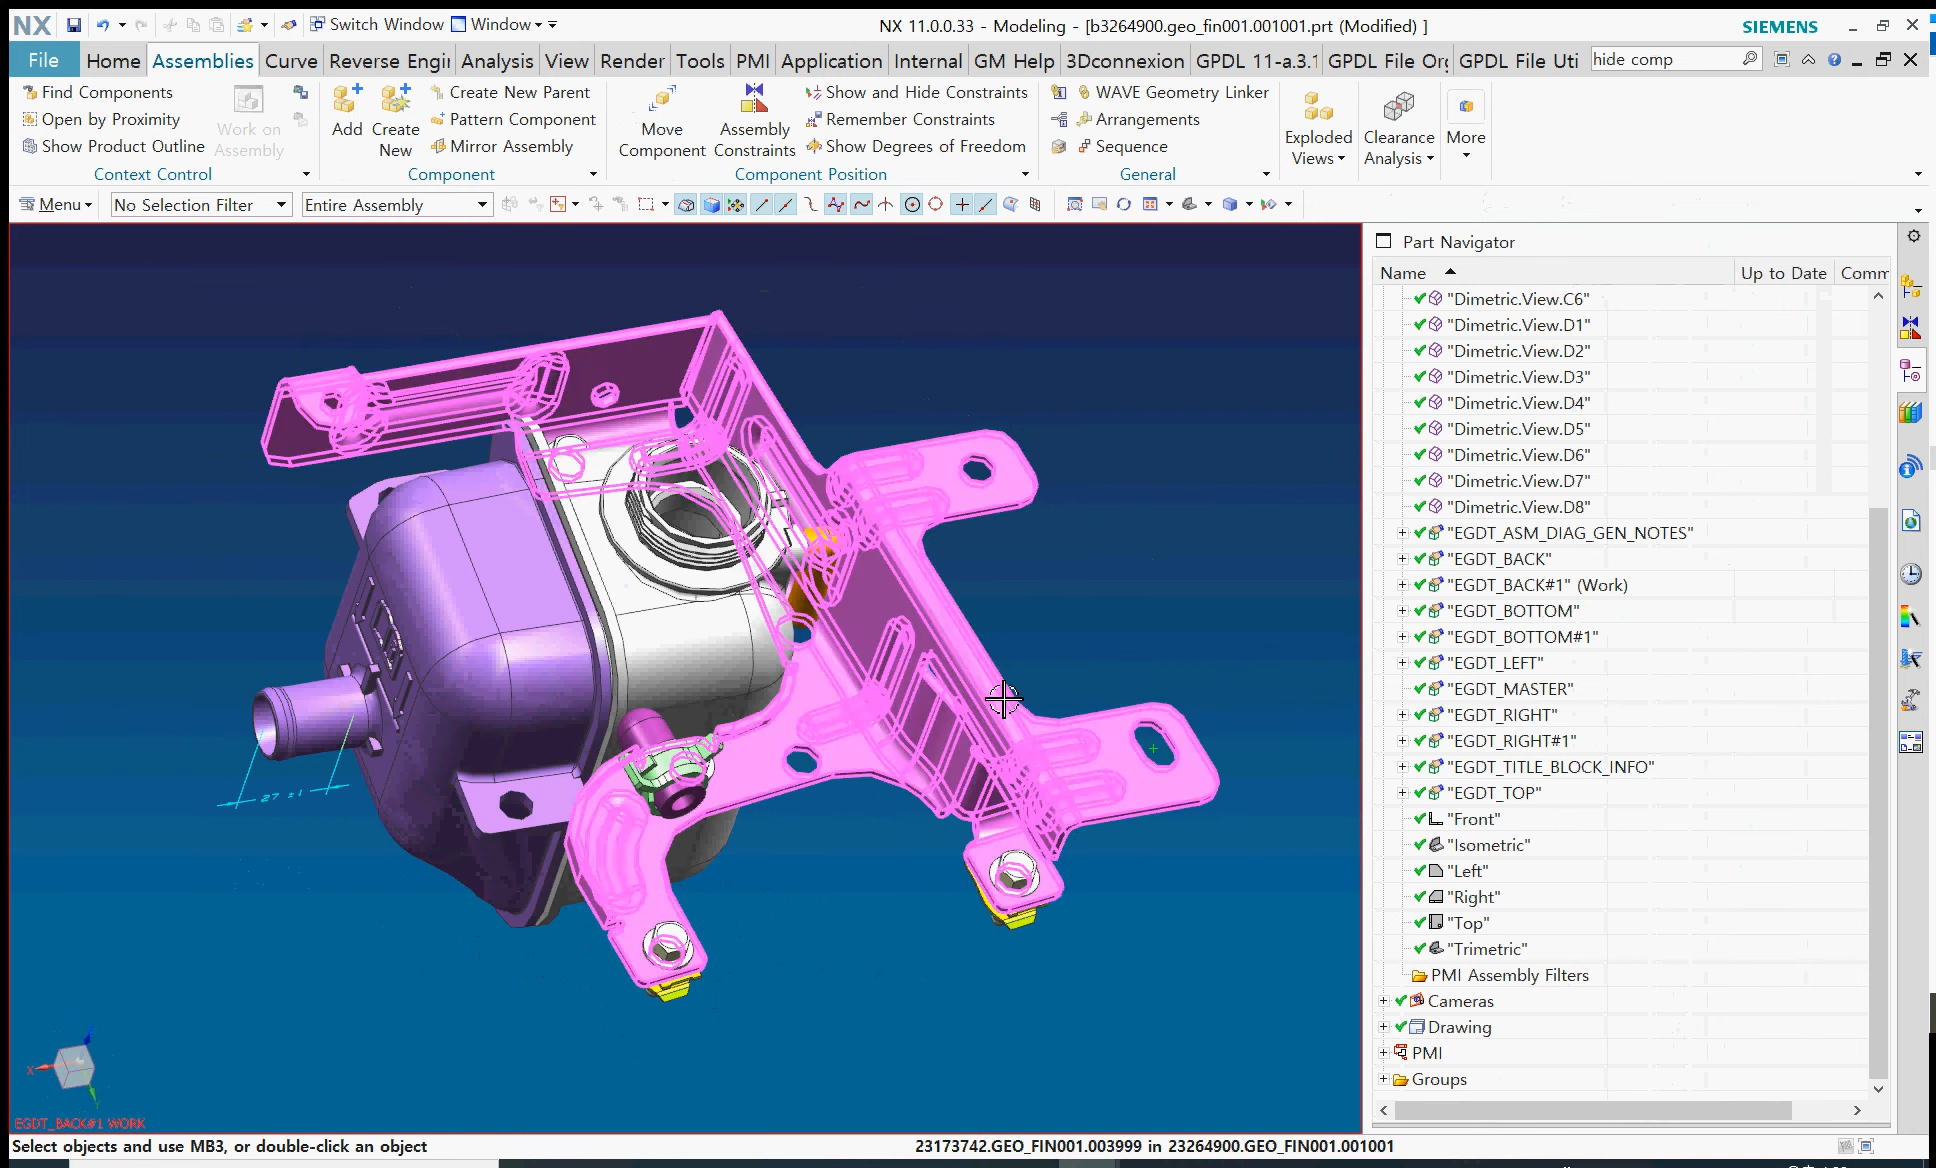 NX Switch Window Window NX 11.0.0.33 - Modeling - [b3264900.geo_fin001.001001.prt (Modified) ] SIEMENS
File Home Assemblies Curve Reverse Engi Analysis View Render Tools PMI Application Internal GM Help 3Dconnexion GPDL 11-a.3.1 GPDL File Org GPDL File Uti hide comp
Find Components
Open by Proximity
Show Product Outline
Work on
Assembly
Context Control
Add
Create
New
Create New Parent
Pattern Component
Mirror Assembly
Component
Move
Component
Assembly
Constraints
Show and Hide Constraints
Remember Constraints
Show Degrees of Freedom
Component Position
WAVE Geometry Linker
Arrangements
Sequence
General
Exploded
Views
Clearance
Analysis
More
Menu No Selection Filter Entire Assembly
Part Navigator
Name Up to Date Comm
"Dimetric.View.C6"
"Dimetric.View.D1"
"Dimetric.View.D2"
"Dimetric.View.D3"
"Dimetric.View.D4"
"Dimetric.View.D5"
"Dimetric.View.D6"
"Dimetric.View.D7"
"Dimetric.View.D8"
"EGDT_ASM_DIAG_GEN_NOTES"
"EGDT_BACK"
"EGDT_BACK#1" (Work)
"EGDT_BOTTOM"
"EGDT_BOTTOM#1"
"EGDT_LEFT"
"EGDT_MASTER"
"EGDT_RIGHT"
"EGDT_RIGHT#1"
"EGDT_TITLE_BLOCK_INFO"
"EGDT_TOP"
"Front"
"Isometric"
"Left"
"Right"
"Top"
"Trimetric"
PMI Assembly Filters
Cameras
Drawing
PMI
Groups
27 ±1
X
EGDT_BACK#1 WORK
Select objects and use MB3, or double-click an object 23173742.GEO_FIN001.003999 in 23264900.GEO_FIN001.001001